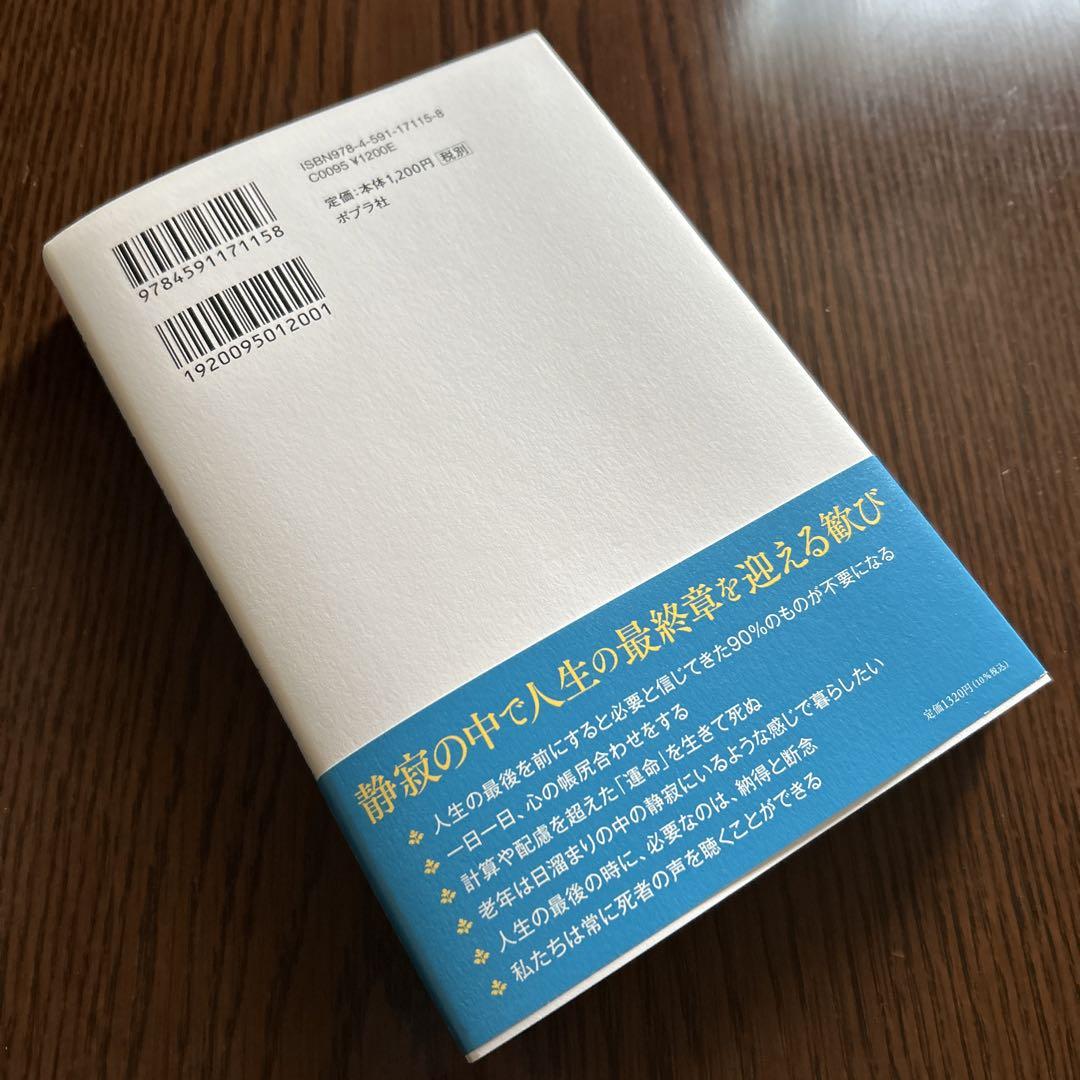 ISBN978-4-591-17115-8
C0095 ¥1200E
定価:本体1,200円 税別
ポプラ社
9784591171158
1920095012001
静寂の中で人生の最終章を迎える歓び
人生の最後を前にすると必要と信じてきた90%のものが不要になる
一日一日、心の帳尻合わせをする
計算や配慮を超えた「運命」を生きて死ぬ
老年は日溜まりの中の静寂にいるような感じで暮らしたい
人生の最後の時に、必要なのは、納得と断念
私たちは常に死者の声を聴くことができる
定価1320円(10%税込)